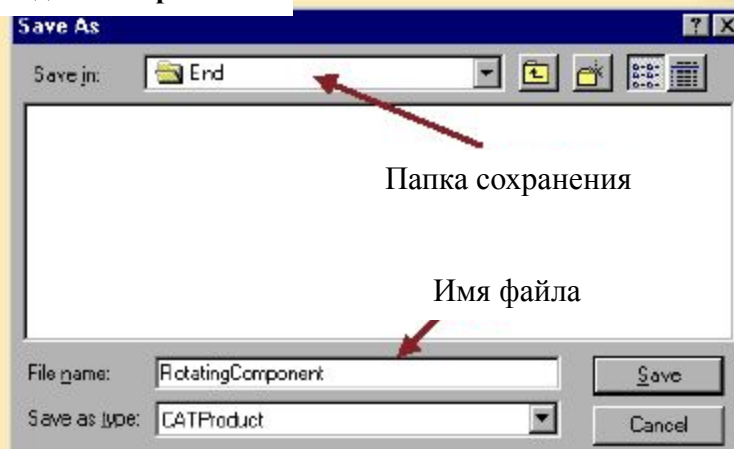 Save As
Save in: End
Папка сохранения
Имя файла
File name: RotatingComponent Save
Save as type: CATProduct Cancel